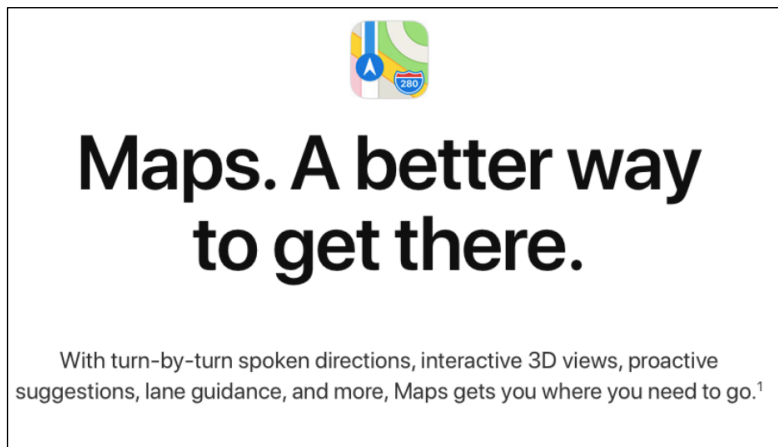 280
Maps. A better way
to get there.
With turn-by-turn spoken directions, interactive 3D views, proactive
suggestions, lane guidance, and more, Maps gets you where you need to go.¹